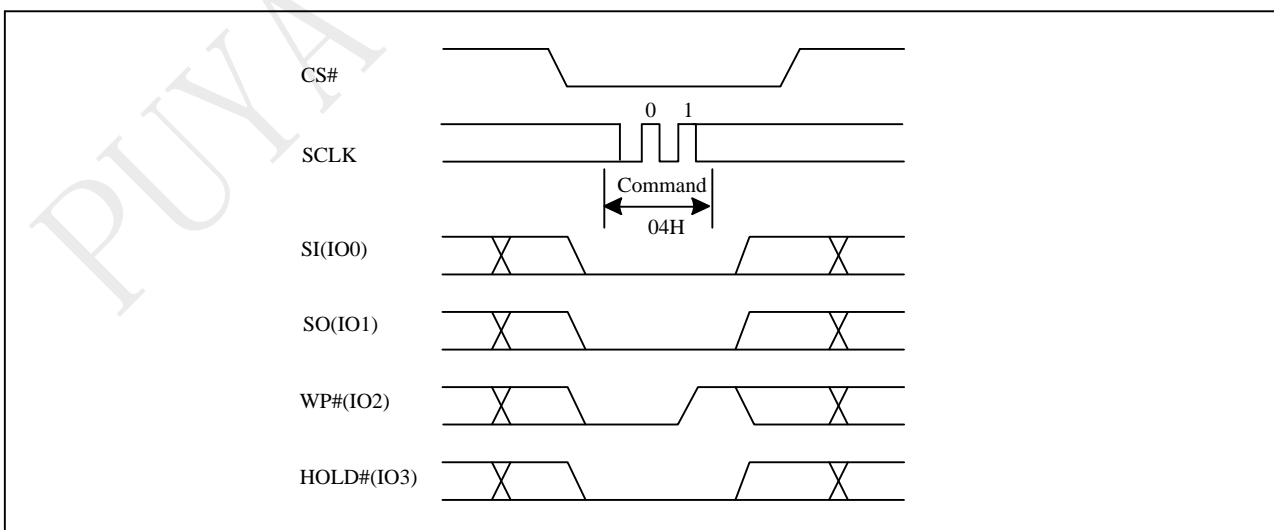 PUYA
CS#
0 1
SCLK
Command
04H
SI(IO0)
SO(IO1)
WP#(IO2)
HOLD#(IO3)